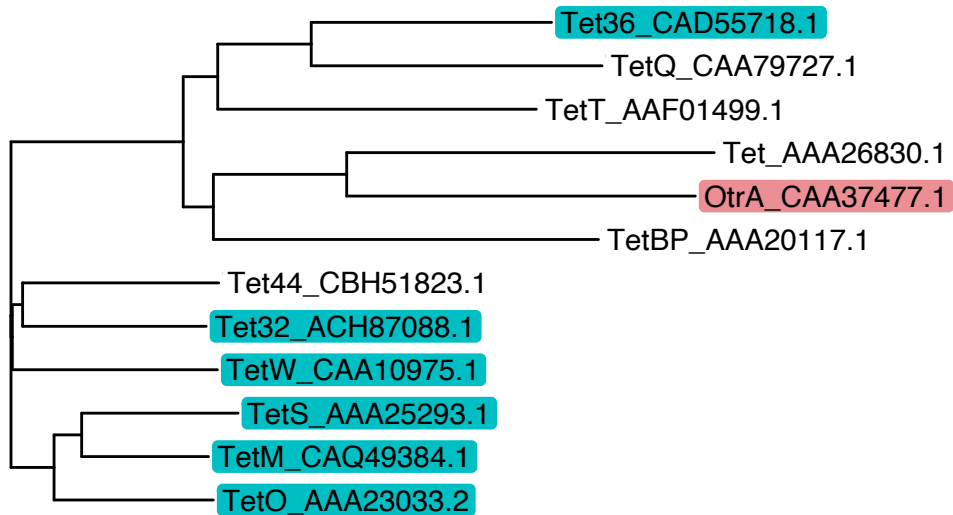 Tet36_CAD55718.1
TetQ_CAA79727.1
TetT_AAF01499.1
Tet_AAA26830.1
OtrA_CAA37477.1
TetBP_AAA20117.1
Tet44_CBH51823.1
Tet32_ACH87088.1
TetW_CAA10975.1
TetS_AAA25293.1
TetM_CAQ49384.1
TetO_AAA23033.2